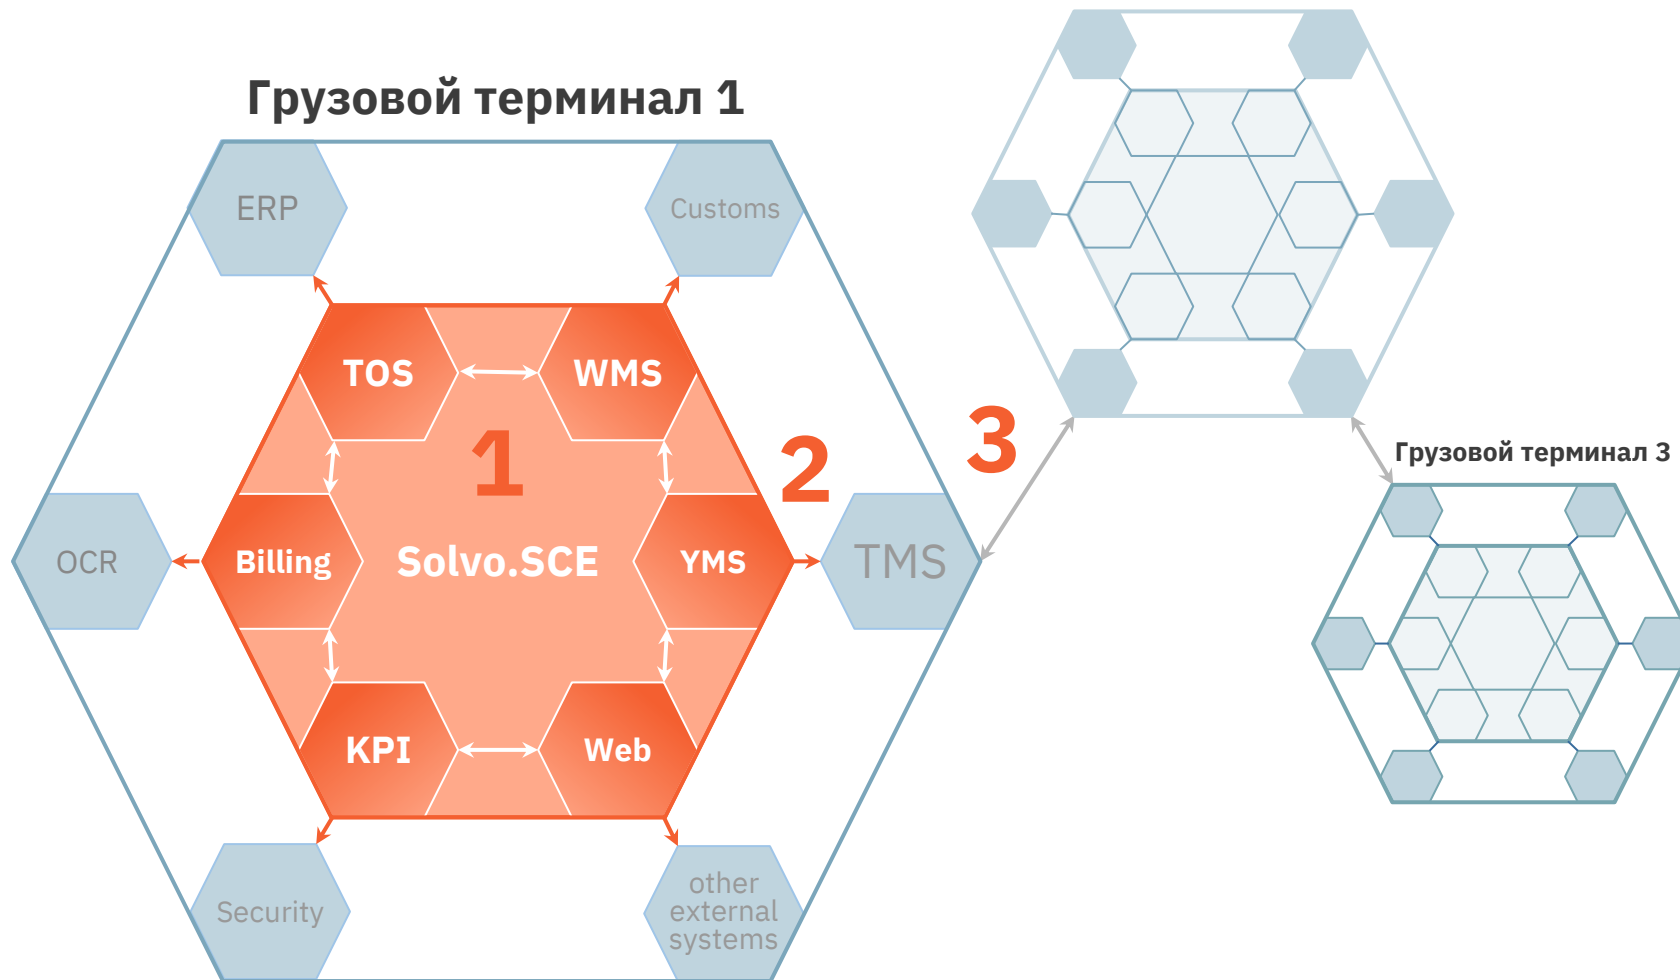 Грузовой терминал 1
ERP
Customs
TOS
WMS
1
2
3
Грузовой терминал 3
OCR
Billing
Solvo.SCE
YMS
TMS
KPI
Web
Security
other
external
systems